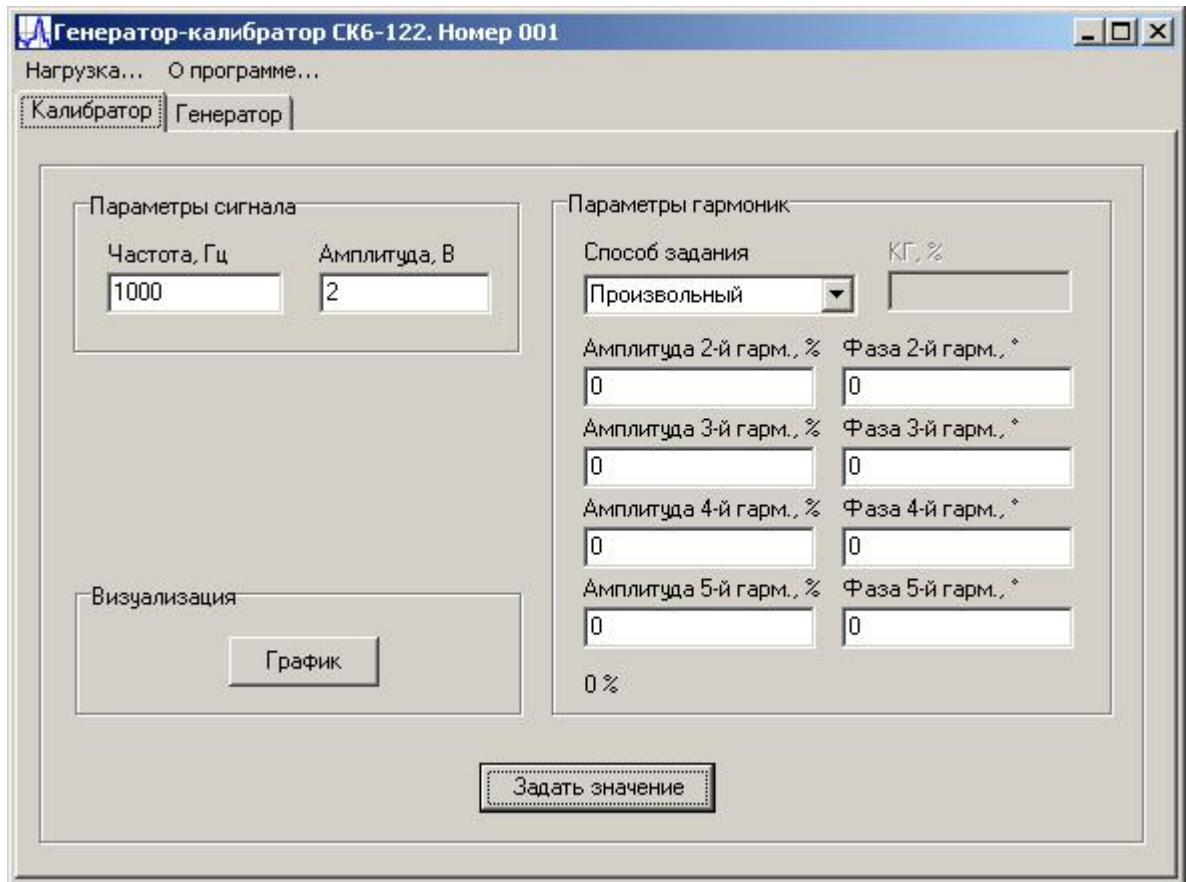 Генератор-калибратор СК6-122. Номер 001
Нагрузка... О программе...
Калибратор Генератор
Параметры сигнала
Частота, Гц Амплитуда, В
1000 2
Визуализация
График
Параметры гармоник
Способ задания КГ, %
Произвольный
Амплитуда 2-й гарм., % Фаза 2-й гарм., °
0 0
Амплитуда 3-й гарм., % Фаза 3-й гарм., °
0 0
Амплитуда 4-й гарм., % Фаза 4-й гарм., °
0 0
Амплитуда 5-й гарм., % Фаза 5-й гарм., °
0 0
0 %
Задать значение